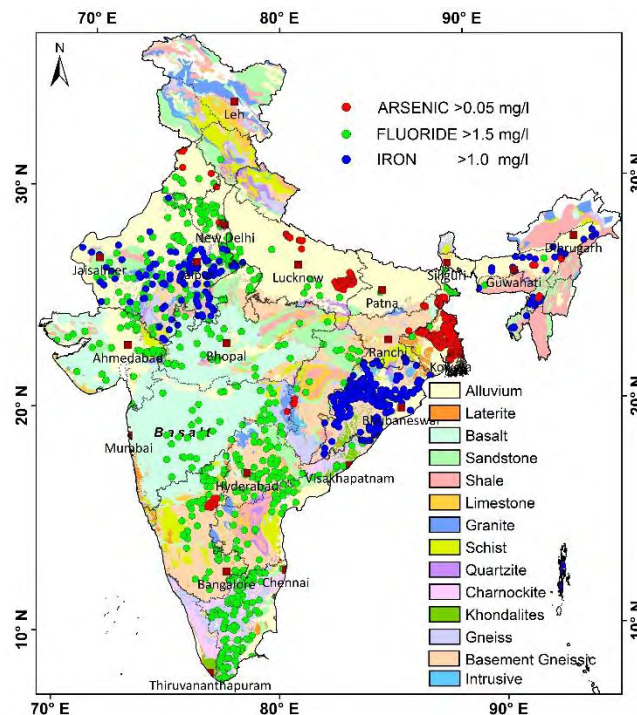 70° E 80° E 90° E
N
ARSENIC >0.05 mg/l
FLUORIDE >1.5 mg/l
IRON >1.0 mg/l
Leh
30° N
New Delhi
Dibrugarh
Jaisalmer
Jaipur
Lucknow
Siliguri
Guwahati
Patna
Ahmedabad
Bhopal
Ranchi
Kolkata
20° N
20° N
Mumbai
Basalt
Bhubaneswar
Visakhapatnam
Hyderabad
Bangalore
Chennai
10° N
10° N
Thiruvananthapuram
Alluvium
Laterite
Basalt
Sandstone
Shale
Limestone
Granite
Schist
Quartzite
Charnockite
Khondalites
Gneiss
Basement Gneissic
Intrusive
70° E 80° E 90° E